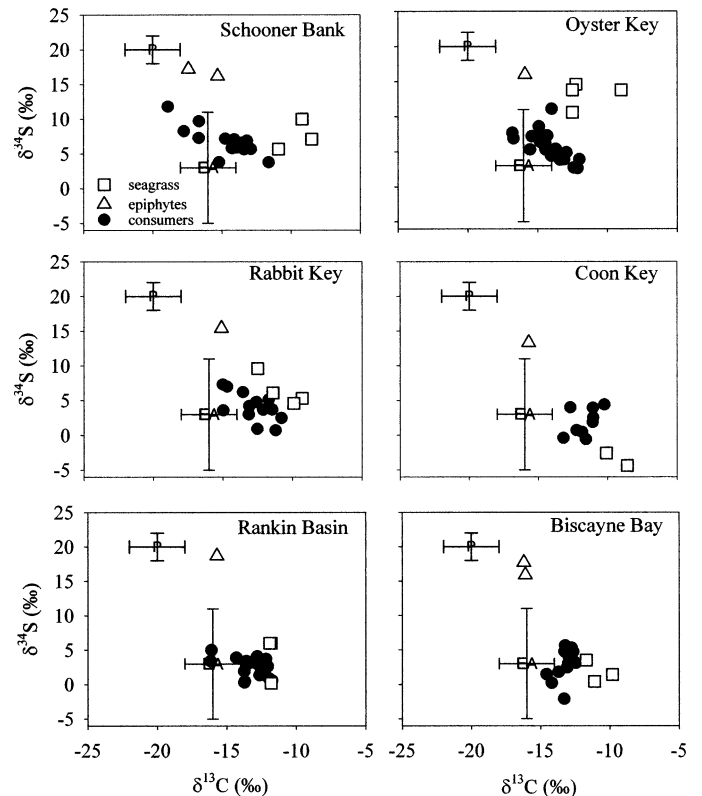 Schooner Bank
Oyster Key
25
20
15
10
5
0
-5
δ34S (‰)
P
seagrass
epiphytes
consumers
P
Rabbit Key
Coon Key
25
20
15
10
5
0
-5
δ34S (‰)
P
P
Rankin Basin
Biscayne Bay
25
20
15
10
5
0
-5
δ34S (‰)
P
P
-25 -20 -15 -10 -5
-25 -20 -15 -10 -5
δ13C (‰)
δ13C (‰)